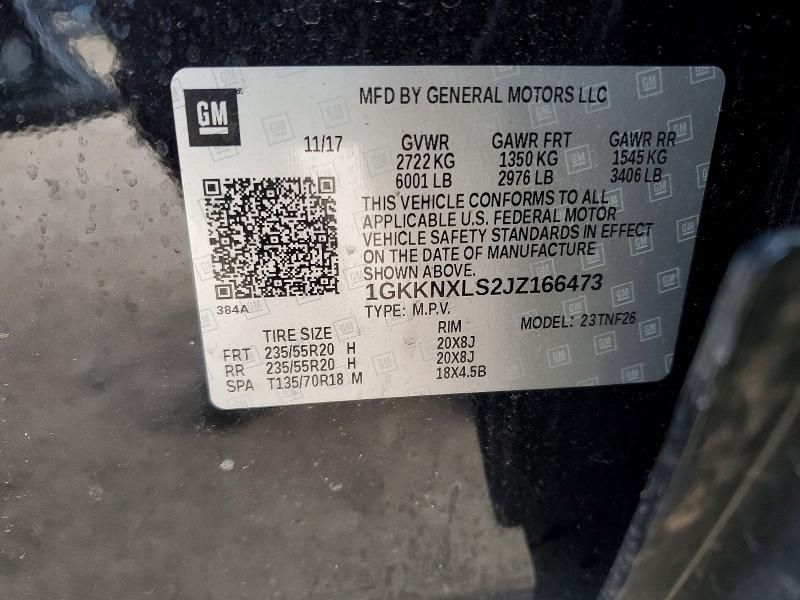 GM
MFD BY GENERAL MOTORS LLC
11/17 GVWR GAWR FRT GAWR RR
2722 KG 1350 KG 1545 KG
6001 LB 2976 LB 3406 LB
THIS VEHICLE CONFORMS TO ALL
APPLICABLE U.S. FEDERAL MOTOR
VEHICLE SAFETY STANDARDS IN EFFECT
ON THE DATE OF MANUFACTURE
SHOWN ABOVE.
1GKKNXLS2JZ166473
384A
TYPE: M.P.V. MODEL: 23TNF26
TIRE SIZE RIM
FRT 235/55R20 H 20X8J
RR 235/55R20 H 20X8J
SPA T135/70R18 M 18X4.5B